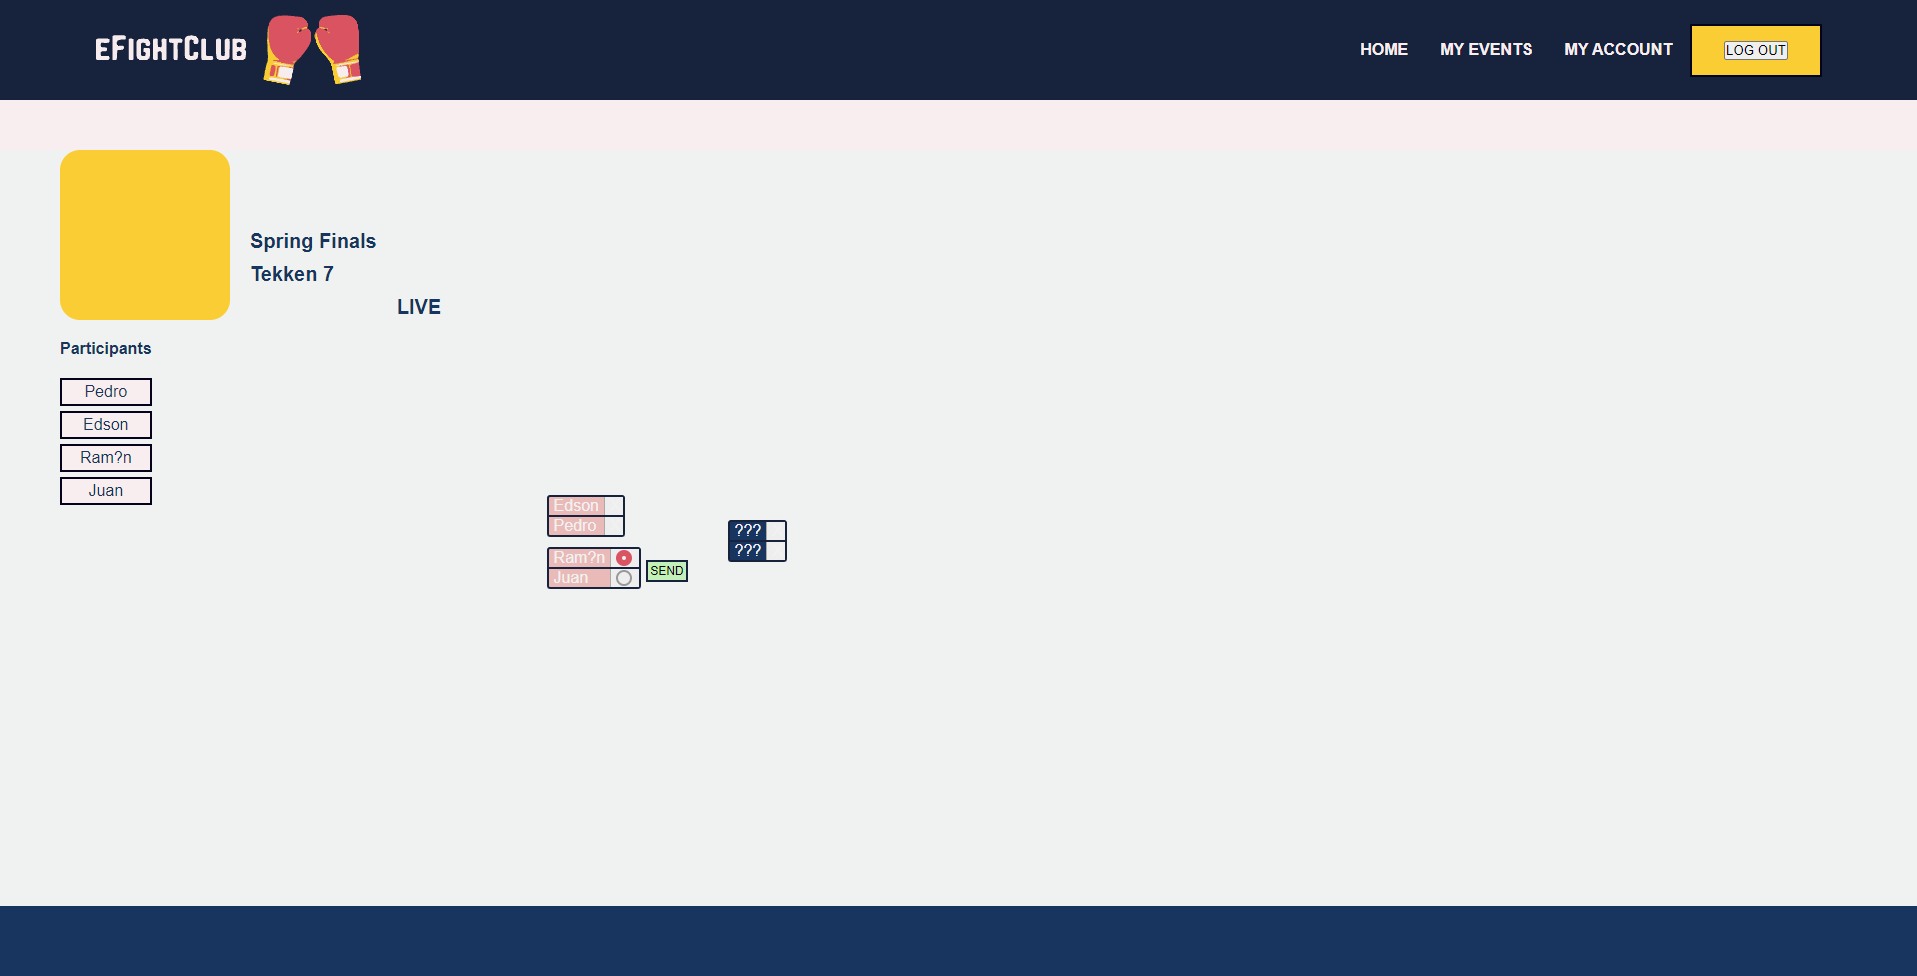 eFightClub
HOME MY EVENTS MY ACCOUNT LOG OUT
Spring Finals
Tekken 7
LIVE
Participants
Pedro
Edson
Ram?n
Juan
Edson
Pedro
Ram?n
Juan
SEND
???
???